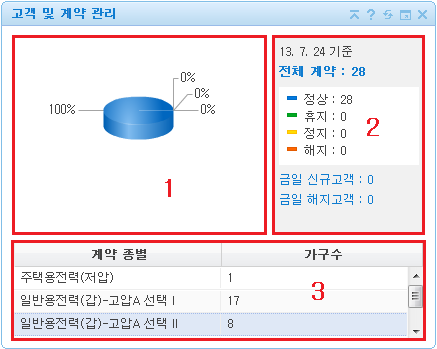 고객 및 계약 관리
13. 7. 24 기준
전체 계약 : 28
0%
0%
100%
0%
정상 : 28
휴지 : 0
정지 : 0
해지 : 0
1
2
금일 신규고객 : 0
금일 해지고객 : 0
계약 종별 가구수
주택용전력(저압) 1
일반용전력(갑)-고압A 선택 I 17
3
일반용전력(갑)-고압A 선택 II 8